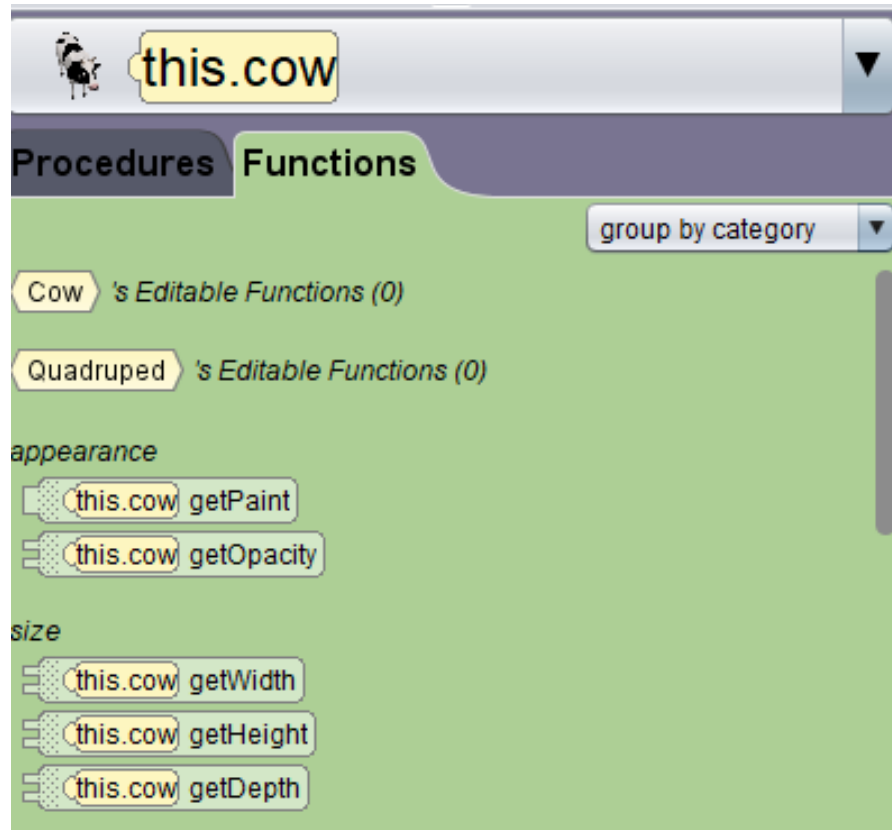 this.cow
Procedures Functions
group by category
Cow 's Editable Functions (0)
Quadruped 's Editable Functions (0)
appearance
this.cow getPaint
this.cow getOpacity
size
this.cow getWidth
this.cow getHeight
this.cow getDepth